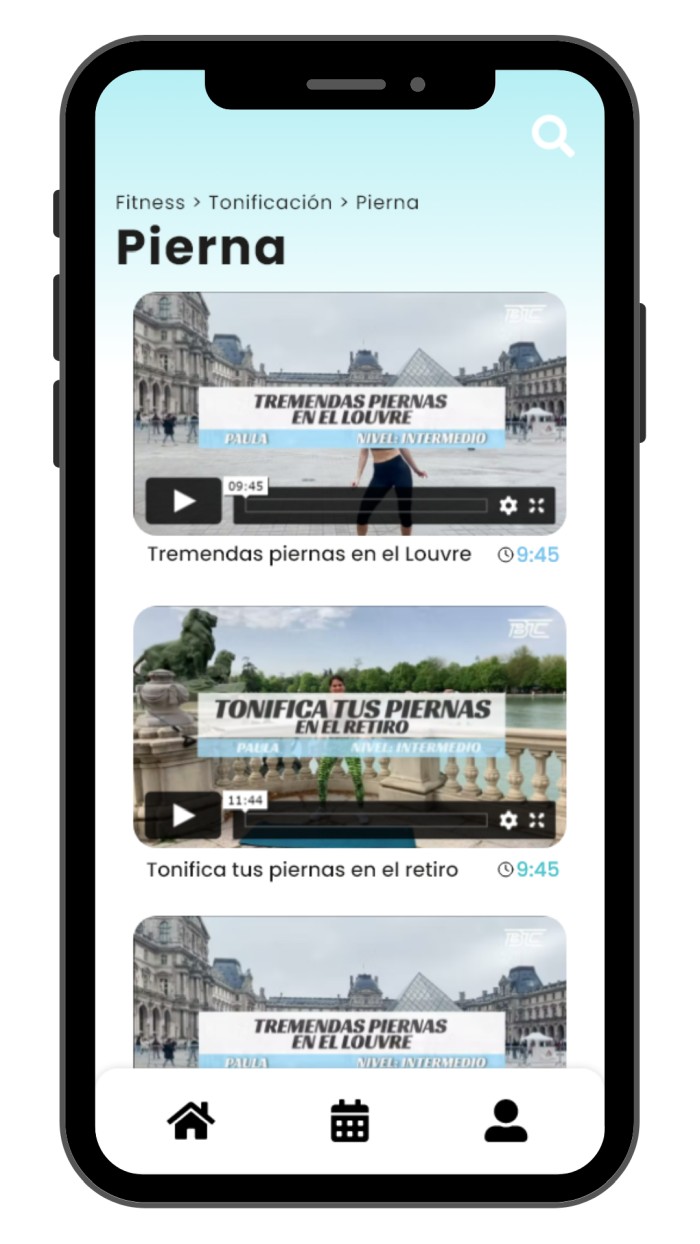 Fitness > Tonificación > Pierna
Pierna
BTC
TREMENDAS PIERNAS
EN EL LOUVRE
PAULA NIVEL: INTERMEDIO
09:45
Tremendas piernas en el Louvre 9:45
BTC
TONIFICA TUS PIERNAS
EN EL RETIRO
PAULA NIVEL: INTERMEDIO
11:44
Tonifica tus piernas en el retiro 9:45
BTC
TREMENDAS PIERNAS
EN EL LOUVRE
PAULA NIVEL: INTERMEDIO